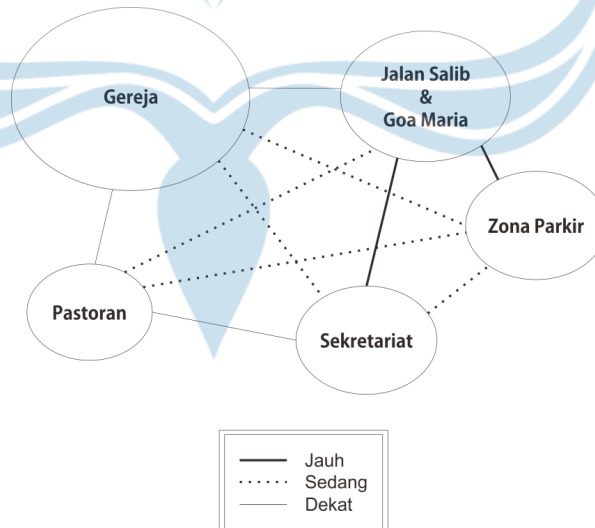 Gereja
Jalan Salib
&
Goa Maria
Zona Parkir
Pastoran
Sekretariat
Jauh
Sedang
Dekat